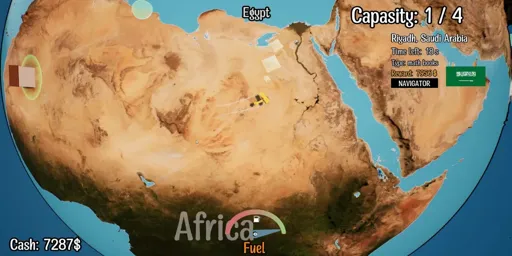 Egypt
Capasity: 1 / 4
Riyadh, Saudi Arabia
Time left: 18 s
Type: math books
Reward: 7256 $
NAVIGATOR
Africa
Fuel
Cash: 7287$